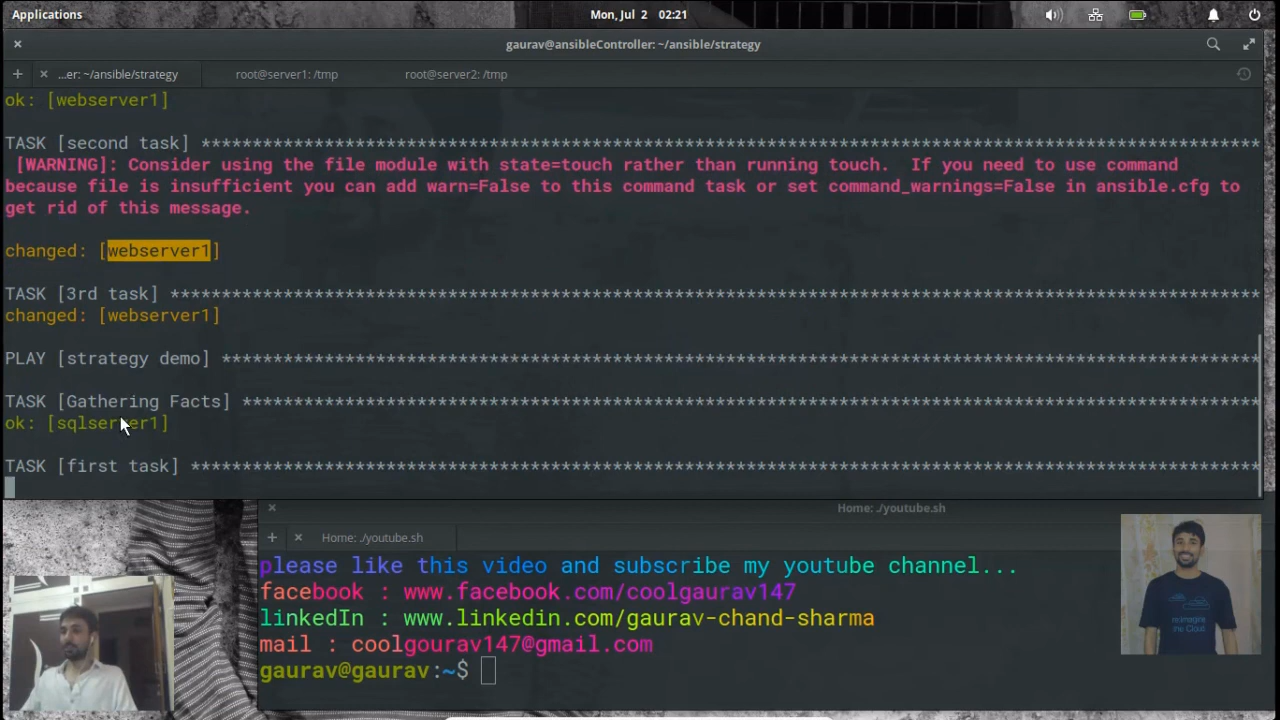 Applications
Mon, Jul 2 02:21
gaurav@ansibleController: ~/ansible/strategy
...er: ~/ansible/strategy
root@server1: /tmp
root@server2: /tmp
ok: [webserver1]
TASK [second task] ******************************************************************************************************
[WARNING]: Consider using the file module with state=touch rather than running touch. If you need to use command
because file is insufficient you can add warn=False to this command task or set command_warnings=False in ansible.cfg to
get rid of this message.
changed: [webserver1]
TASK [3rd task] *********************************************************************************************************
changed: [webserver1]
PLAY [strategy demo] ****************************************************************************************************
TASK [Gathering Facts] **************************************************************************************************
ok: [sqlserver1]
TASK [first task] *******************************************************************************************************
Home: ./youtube.sh
Home: ./youtube.sh
please like this video and subscribe my youtube channel...
facebook : www.facebook.com/coolgaurav147
linkedIn : www.linkedin.com/gaurav-chand-sharma
mail : coolgourav147@gmail.com
gaurav@gaurav:~$
reimagine
the Cloud